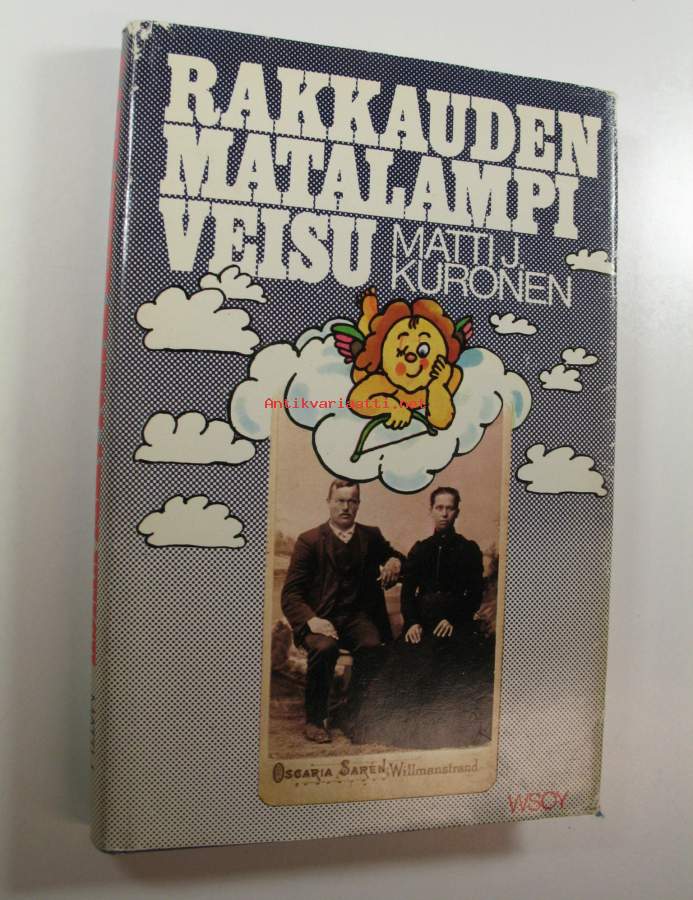 RAKKAUDEN
MATALAMPI
VEISU
MATTI J.
KURONEN
Antikvariaatti.net
OSCARIA SARÉN, Willmanstrand.
WSOY